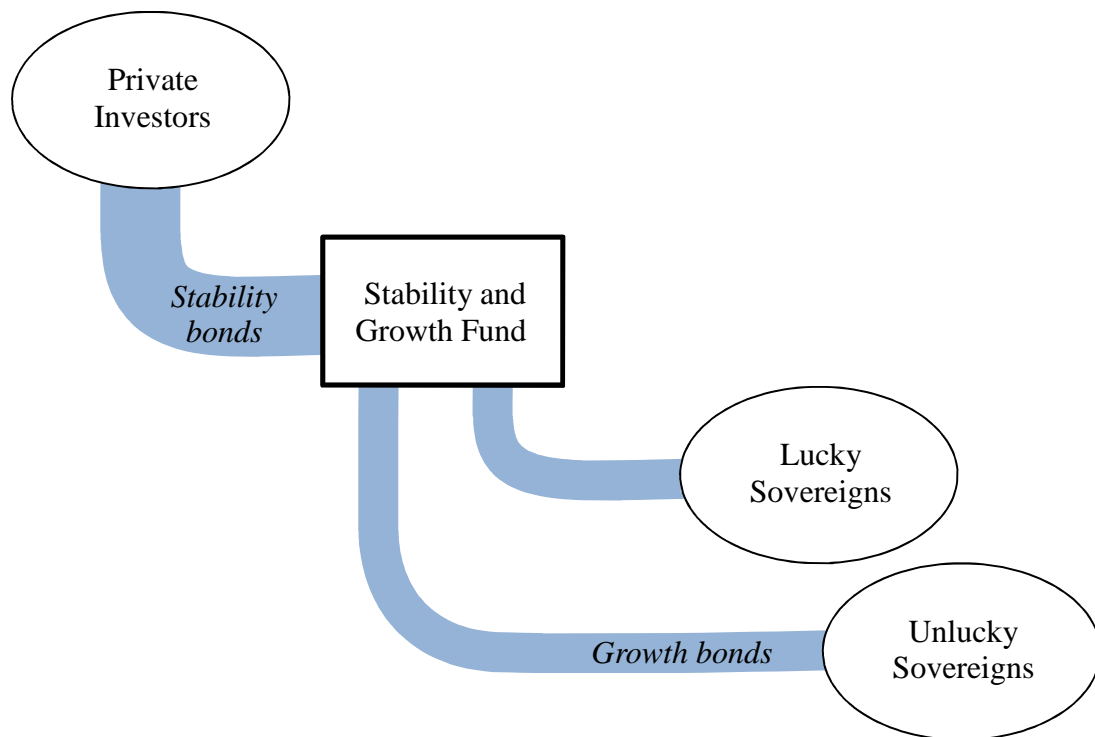 Private
Investors
Stability
bonds
Stability and
Growth Fund
Lucky
Sovereigns
Growth bonds
Unlucky
Sovereigns